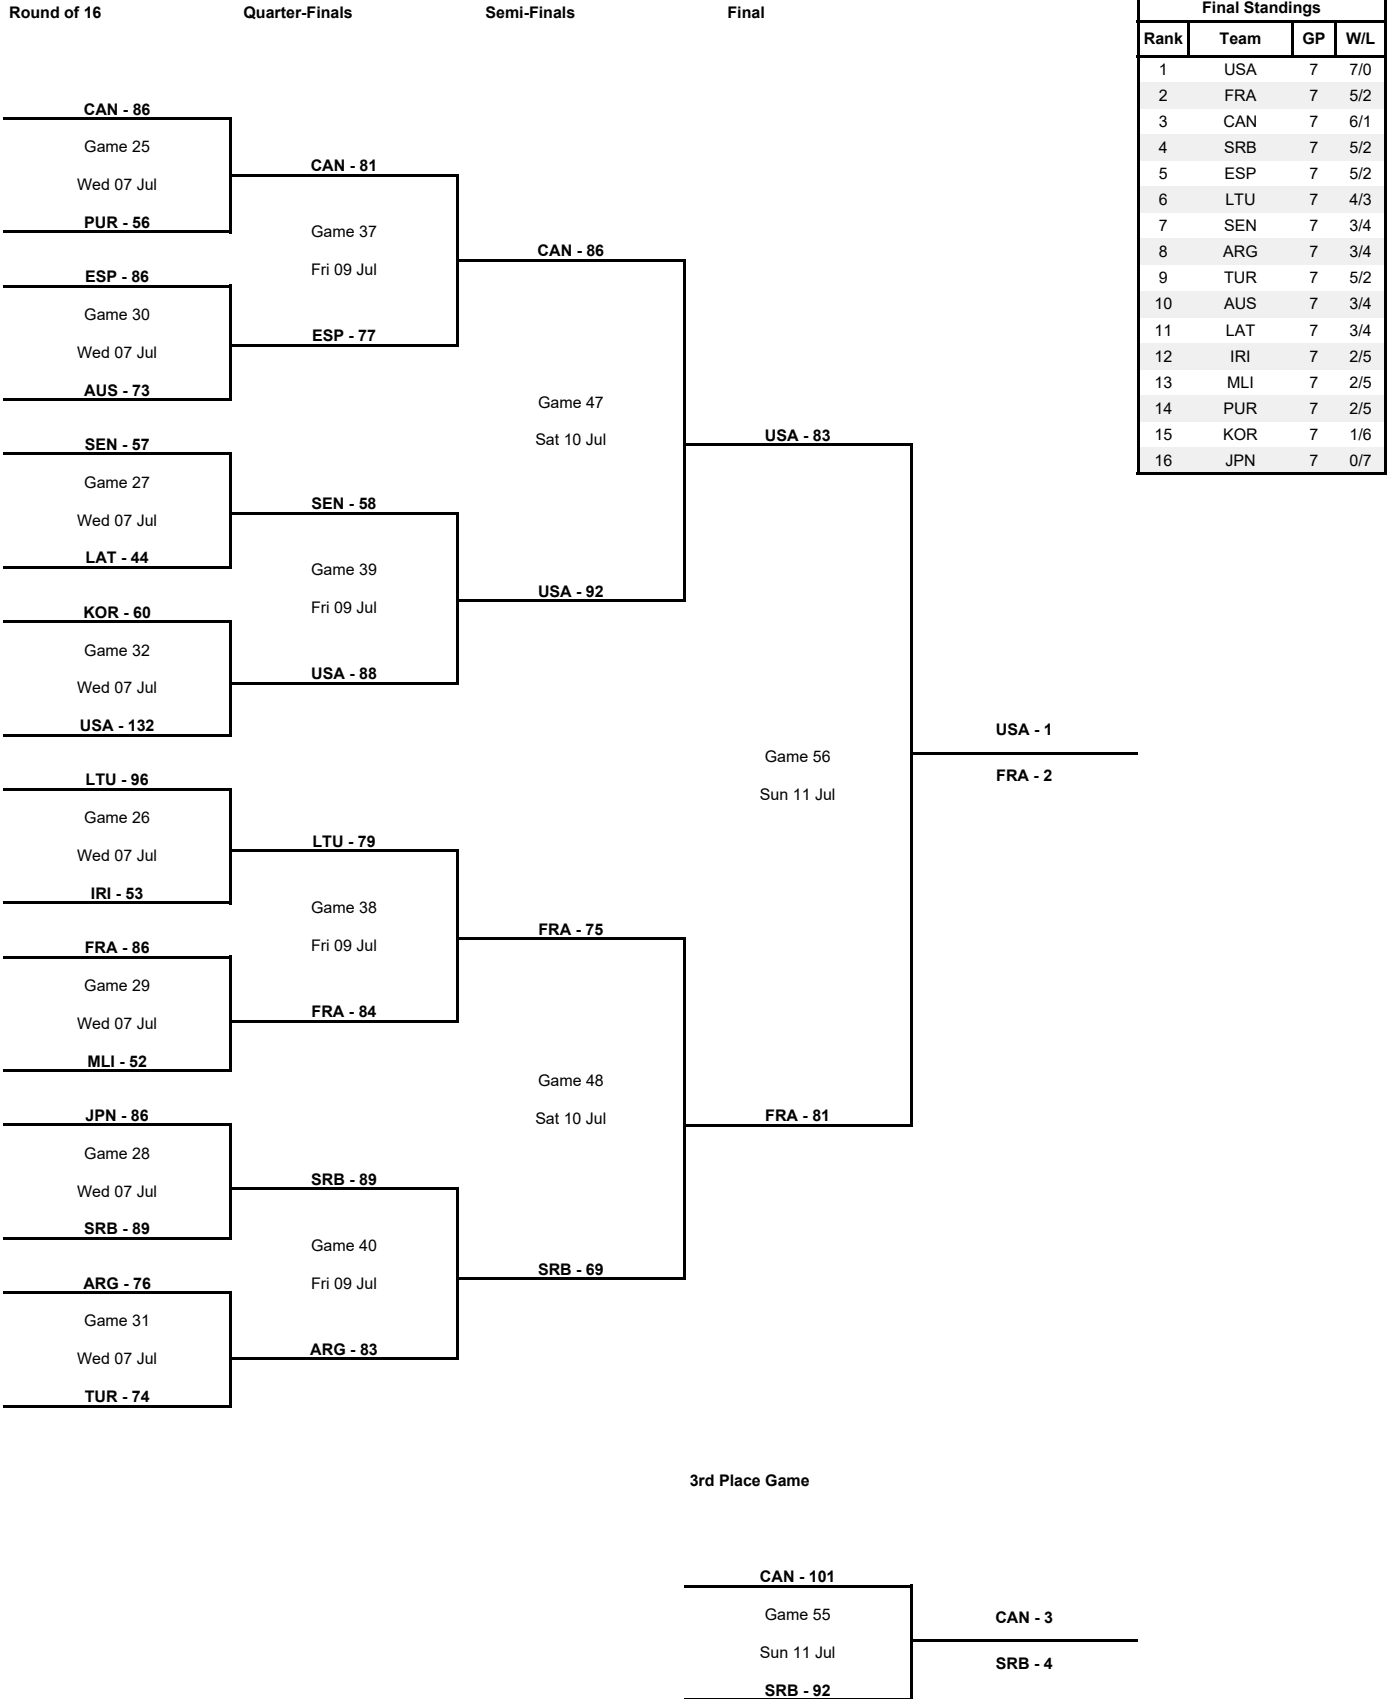 Round of 16
Quarter-Finals
Semi-Finals
Final
Final Standings
Rank Team GP W/L
1 USA 7 7/0
2 FRA 7 5/2
3 CAN 7 6/1
4 SRB 7 5/2
5 ESP 7 5/2
6 LTU 7 4/3
7 SEN 7 3/4
8 ARG 7 3/4
9 TUR 7 5/2
10 AUS 7 3/4
11 LAT 7 3/4
12 IRI 7 2/5
13 MLI 7 2/5
14 PUR 7 2/5
15 KOR 7 1/6
16 JPN 7 0/7
CAN - 86
Game 25
Wed 07 Jul
PUR - 56
ESP - 86
Game 30
Wed 07 Jul
AUS - 73
SEN - 57
Game 27
Wed 07 Jul
LAT - 44
KOR - 60
Game 32
Wed 07 Jul
USA - 132
LTU - 96
Game 26
Wed 07 Jul
IRI - 53
FRA - 86
Game 29
Wed 07 Jul
MLI - 52
JPN - 86
Game 28
Wed 07 Jul
SRB - 89
ARG - 76
Game 31
Wed 07 Jul
TUR - 74
CAN - 81
Game 37
Fri 09 Jul
ESP - 77
SEN - 58
Game 39
Fri 09 Jul
USA - 88
LTU - 79
Game 38
Fri 09 Jul
FRA - 84
SRB - 89
Game 40
Fri 09 Jul
ARG - 83
CAN - 86
Game 47
Sat 10 Jul
USA - 92
FRA - 75
Game 48
Sat 10 Jul
SRB - 69
USA - 83
Game 56
Sun 11 Jul
FRA - 81
USA - 1
FRA - 2
3rd Place Game
CAN - 101
Game 55
Sun 11 Jul
SRB - 92
CAN - 3
SRB - 4